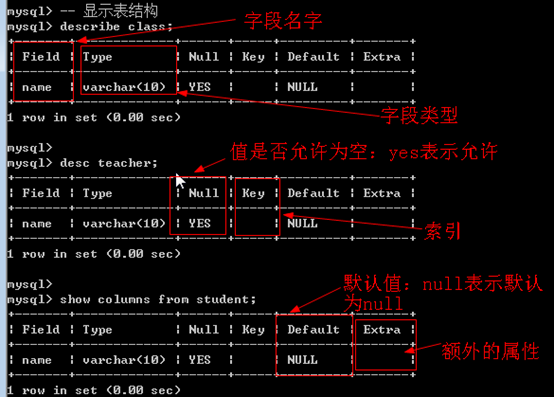 mysql> -- 显示表结构
mysql> describe class;
字段名字
| Field | Type | Null | Key | Default | Extra |
| name | varchar(10) | YES | | NULL | |
1 row in set (0.00 sec)
字段类型
mysql>
值是否允许为空：yes表示允许
mysql> desc teacher;
| Field | Type | Null | Key | Default | Extra |
| name | varchar(10) | YES | | NULL | |
索引
1 row in set (0.00 sec)
mysql>
默认值：null表示默认
为null
mysql> show columns from student;
| Field | Type | Null | Key | Default | Extra |
额外的属性
| name | varchar(10) | YES | | NULL | |
1 row in set (0.00 sec)